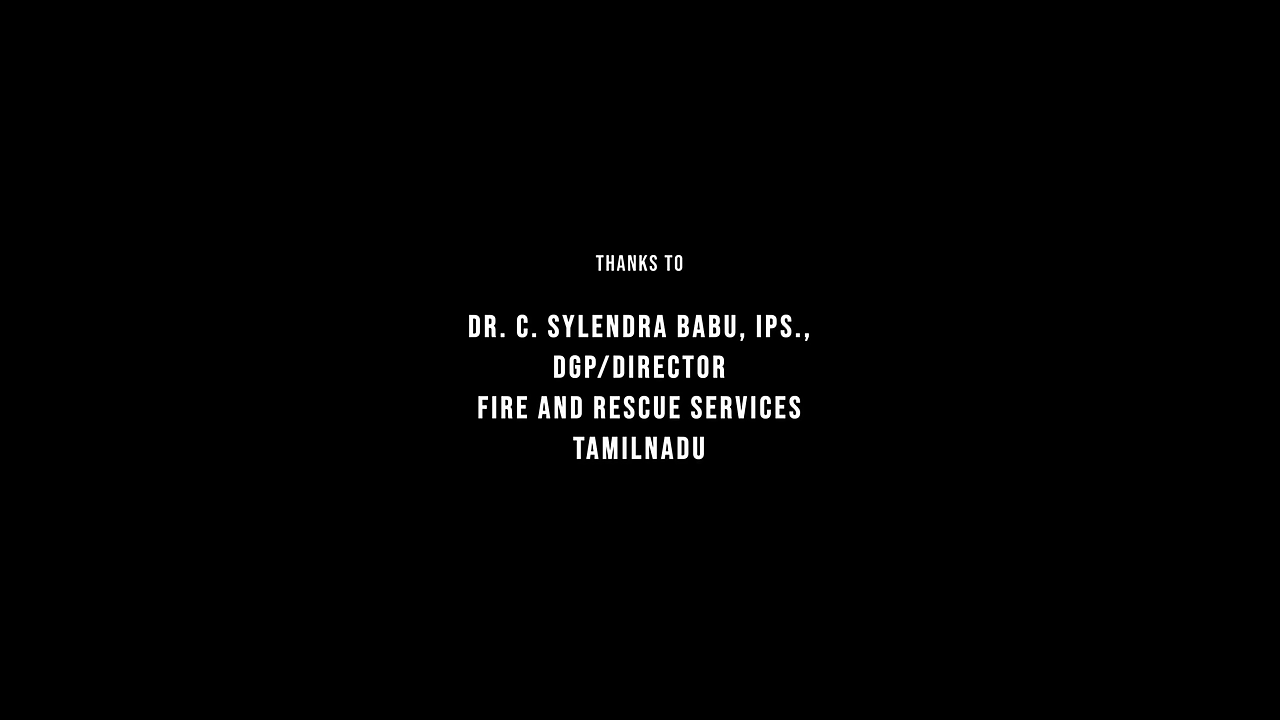 THANKS TO
DR. C. SYLENDRA BABU, IPS.,
DGP/DIRECTOR
FIRE AND RESCUE SERVICES
TAMILNADU